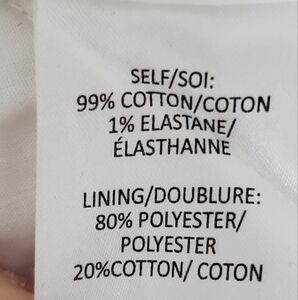 SELF/SOI:
99% COTTON/COTON
1% ELASTANE/
ÉLASTHANNE
LINING/DOUBLURE:
80% POLYESTER/
POLYESTER
20%COTTON/ COTON